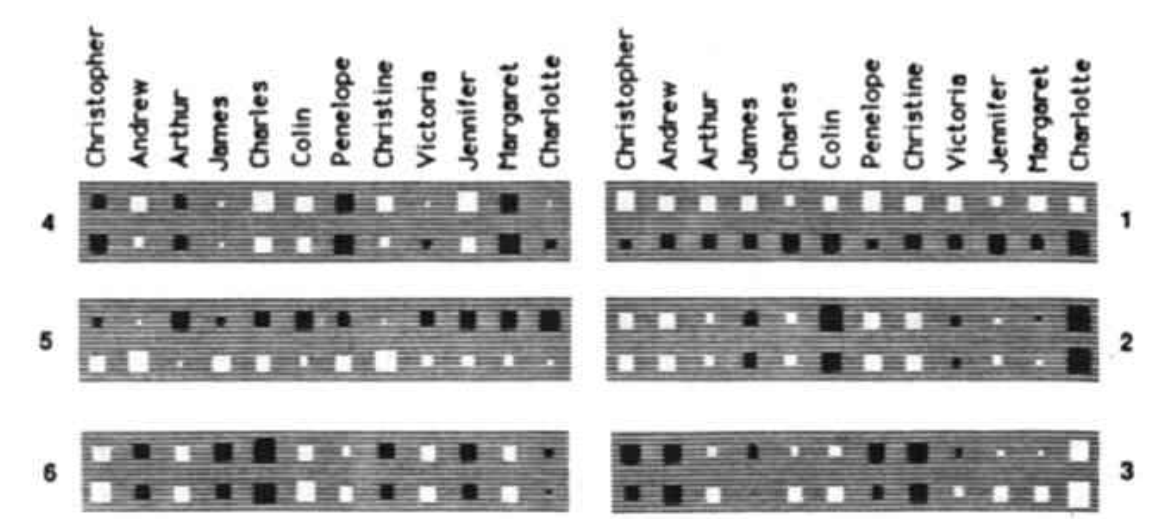 Christopher
Andrew
Arthur
James
Charles
Colin
Penelope
Christine
Victoria
Jennifer
Margaret
Charlotte
Christopher
Andrew
Arthur
James
Charles
Colin
Penelope
Christine
Victoria
Jennifer
Margaret
Charlotte
4
1
5
2
6
3